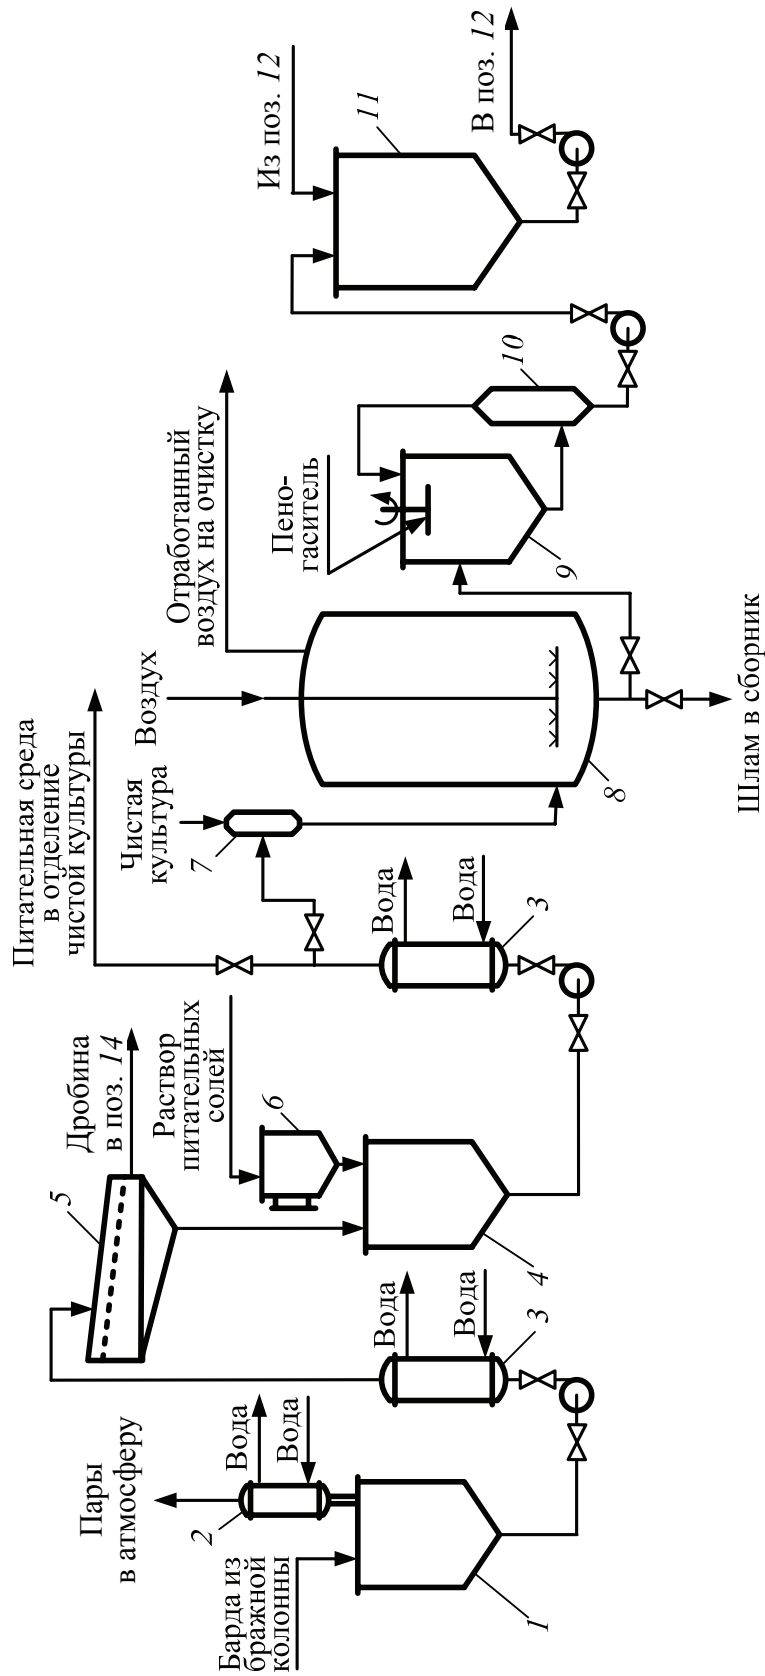 Барда из
бражной
колонны
Пары
в атмосферу
Вода
Вода
2
1
5
Дробина
в поз. 14
Вода
Вода
3
4
Раствор
питательных
солей
6
Питательная среда
в отделение
чистой культуры
Вода
Вода
3
Чистая
культура
7
Воздух
Отработанный
воздух на очистку
8
Шлам в сборник
Пено-
гаситель
9
10
Из поз. 12
11
В поз. 12